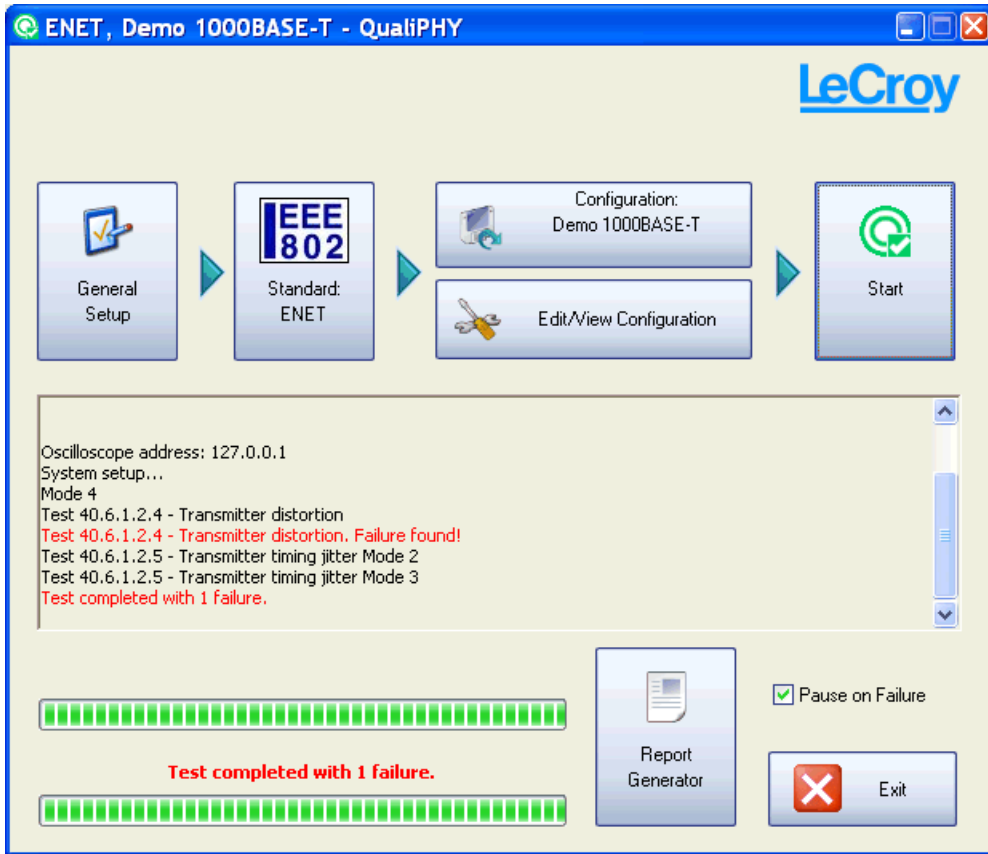 ENET, Demo 1000BASE-T - QualiPHY
LeCroy
General
Setup
IEEE
802
Standard:
ENET
Configuration:
Demo 1000BASE-T
Edit/View Configuration
Start
Oscilloscope address: 127.0.0.1
System setup...
Mode 4
Test 40.6.1.2.4 - Transmitter distortion
Test 40.6.1.2.4 - Transmitter distortion. Failure found!
Test 40.6.1.2.5 - Transmitter timing jitter Mode 2
Test 40.6.1.2.5 - Transmitter timing jitter Mode 3
Test completed with 1 failure.
Test completed with 1 failure.
Report
Generator
Pause on Failure
Exit